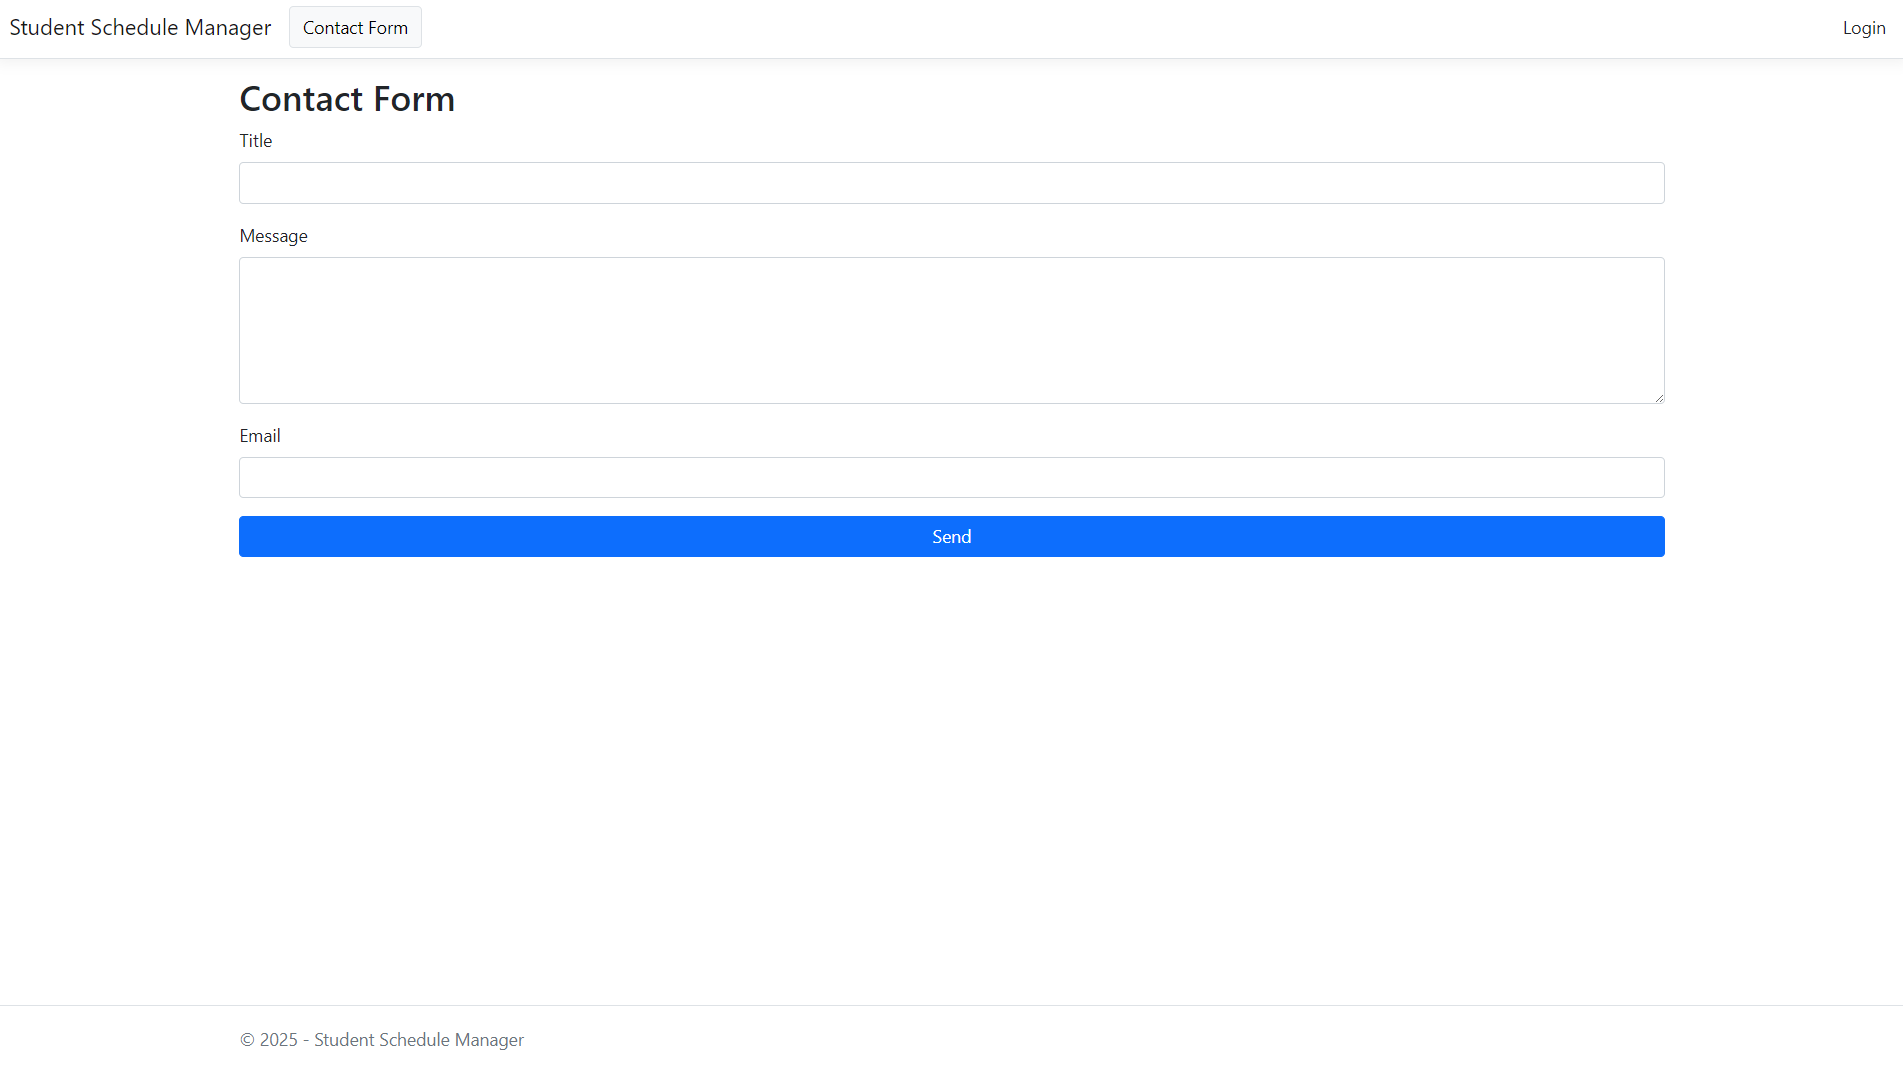 Student Schedule Manager Contact Form Login
Contact Form
Title
Message
Email
Send
© 2025 - Student Schedule Manager